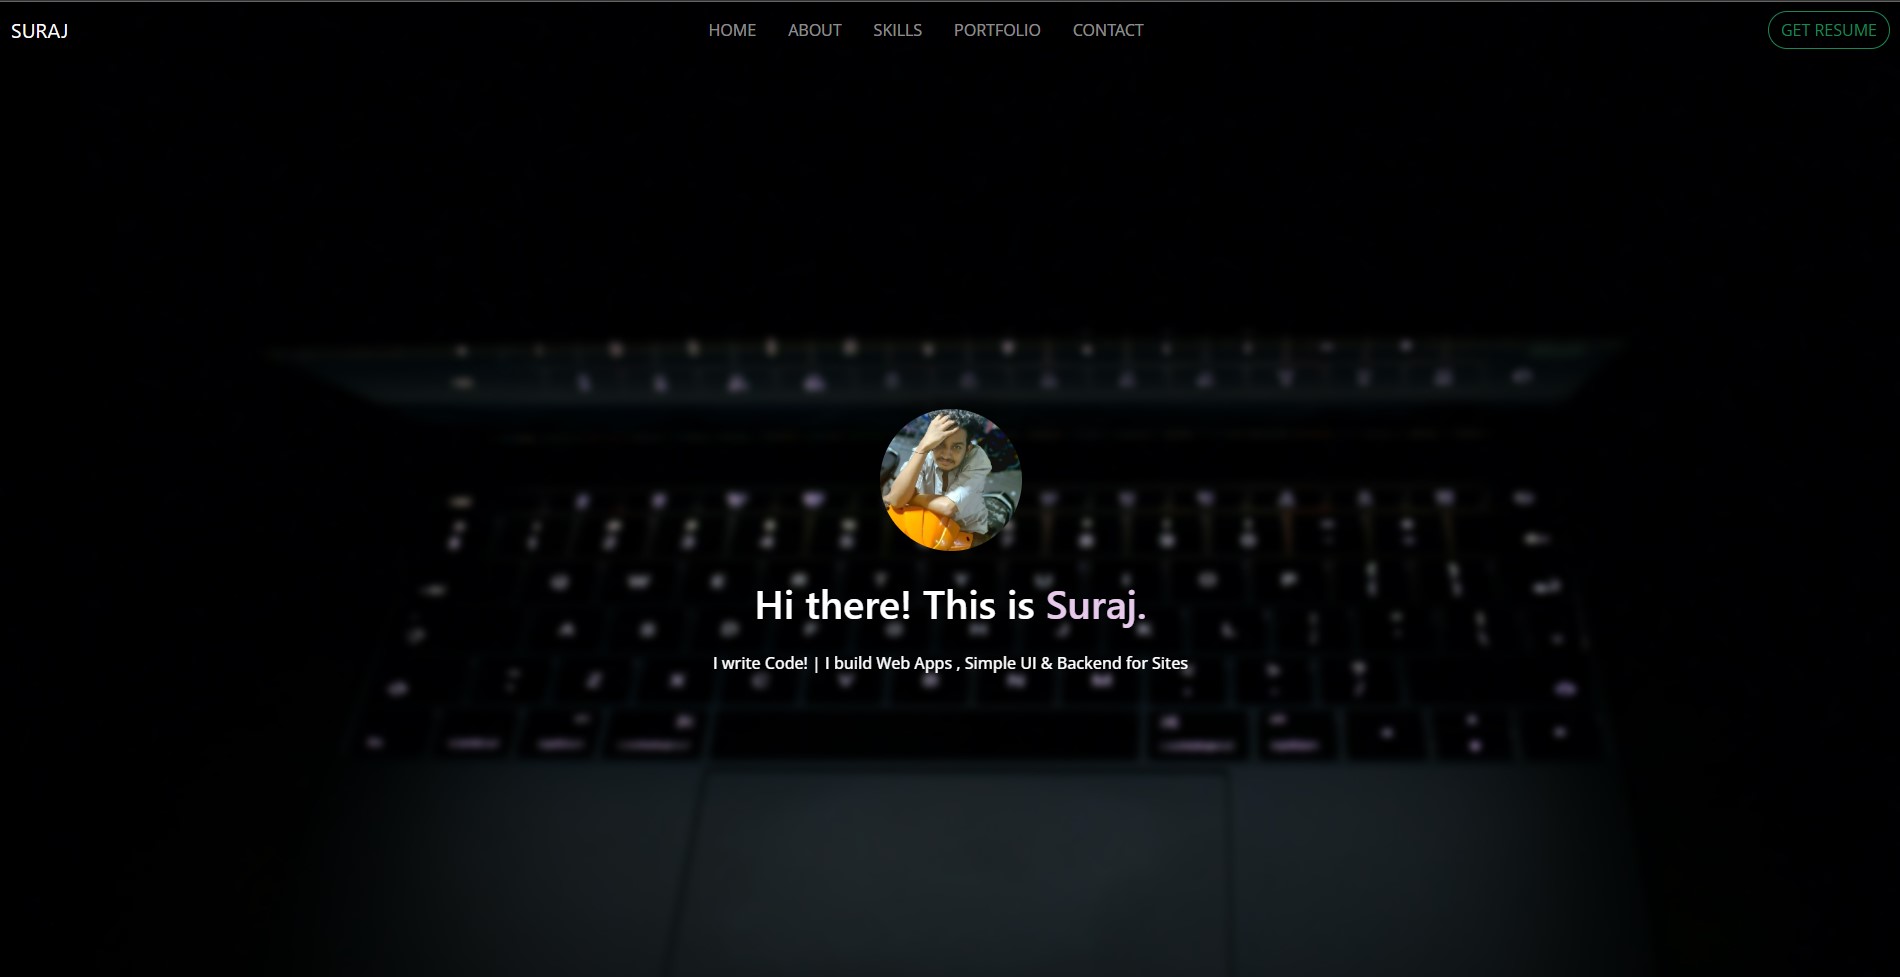 SURAJ
HOME ABOUT SKILLS PORTFOLIO CONTACT
GET RESUME
Hi there! This is Suraj.
I write Code! | I build Web Apps , Simple UI & Backend for Sites